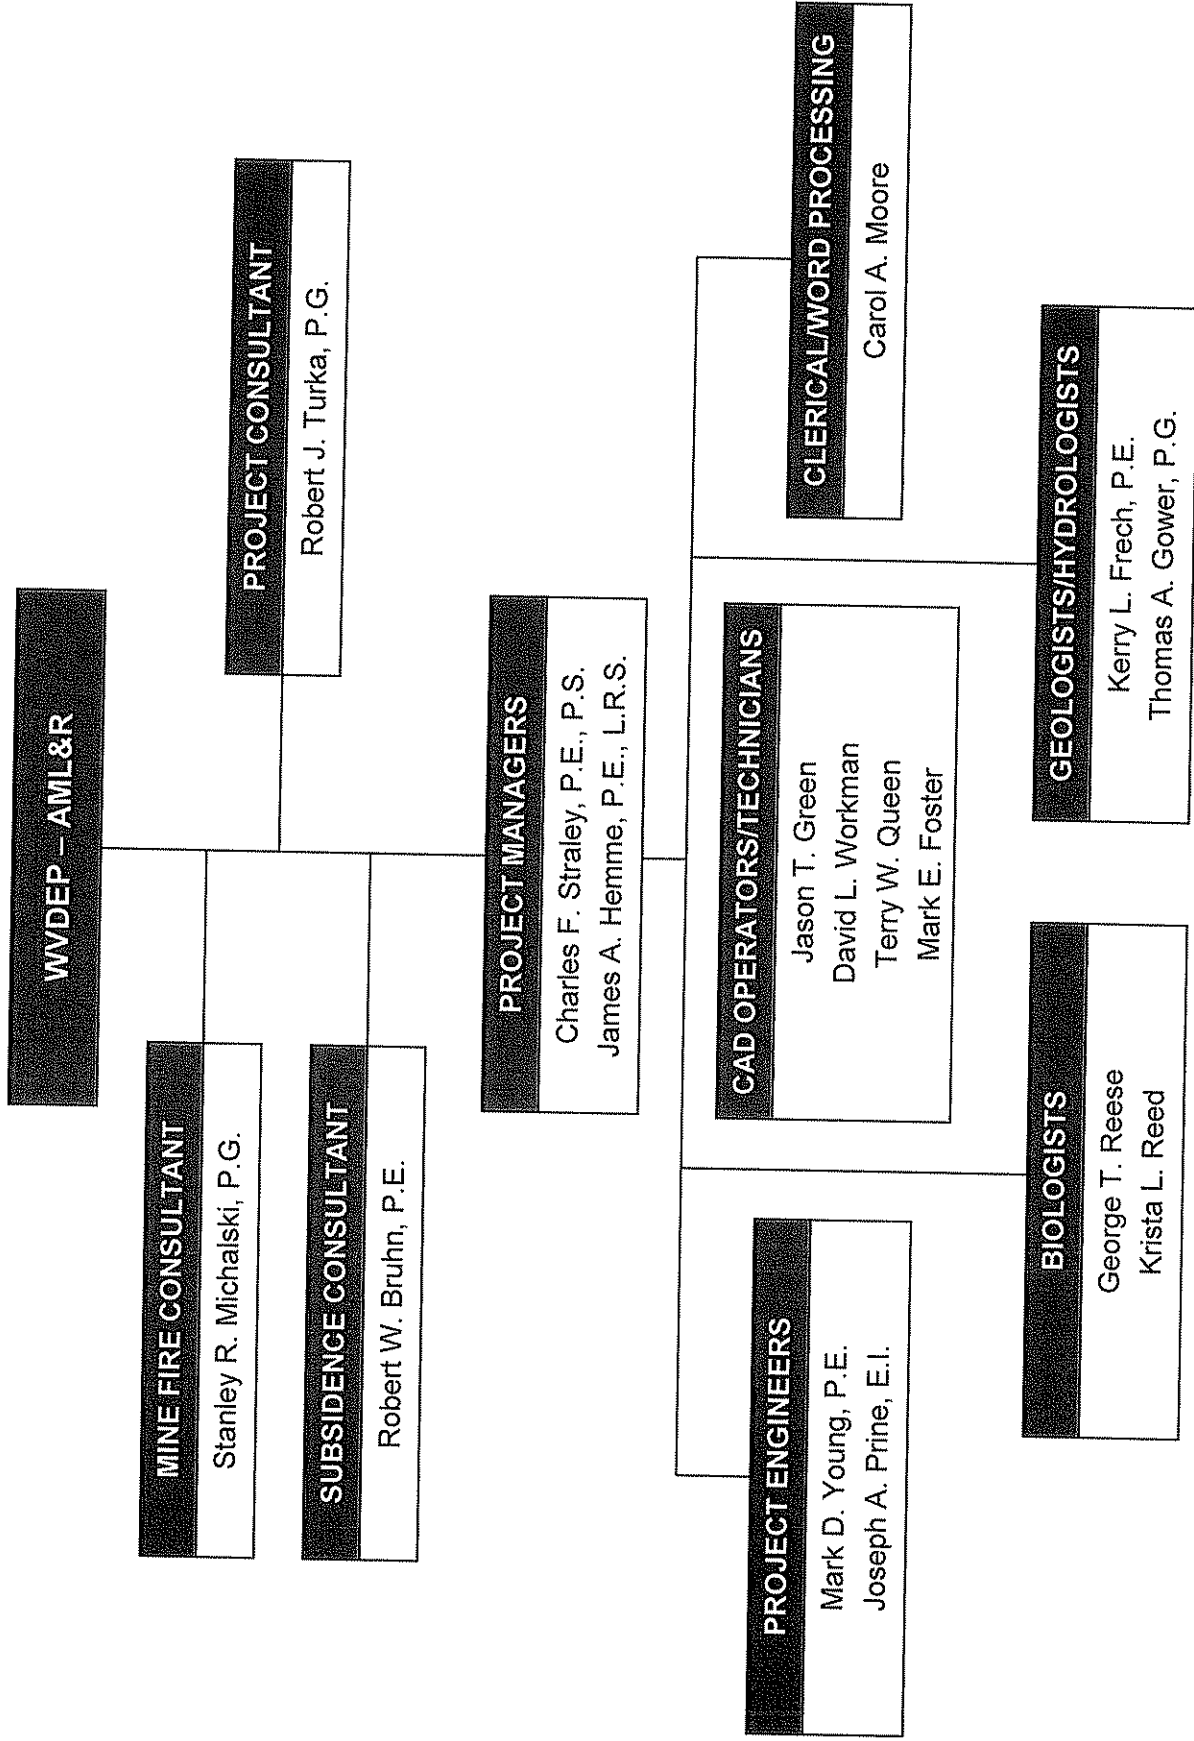 WVDEP – AML&R
MINE FIRE CONSULTANT
Stanley R. Michalski, P.G.
PROJECT CONSULTANT
Robert J. Turka, P.G.
SUBSIDENCE CONSULTANT
Robert W. Bruhn, P.E.
PROJECT MANAGERS
Charles F. Straley, P.E., P.S.
James A. Hemme, P.E., L.R.S.
PROJECT ENGINEERS
Mark D. Young, P.E.
Joseph A. Prine, E.I.
CAD OPERATORS/TECHNICIANS
Jason T. Green
David L. Workman
Terry W. Queen
Mark E. Foster
CLERICAL/WORD PROCESSING
Carol A. Moore
BIOLOGISTS
George T. Reese
Krista L. Reed
GEOLOGISTS/HYDROLOGISTS
Kerry L. Frech, P.E.
Thomas A. Gower, P.G.